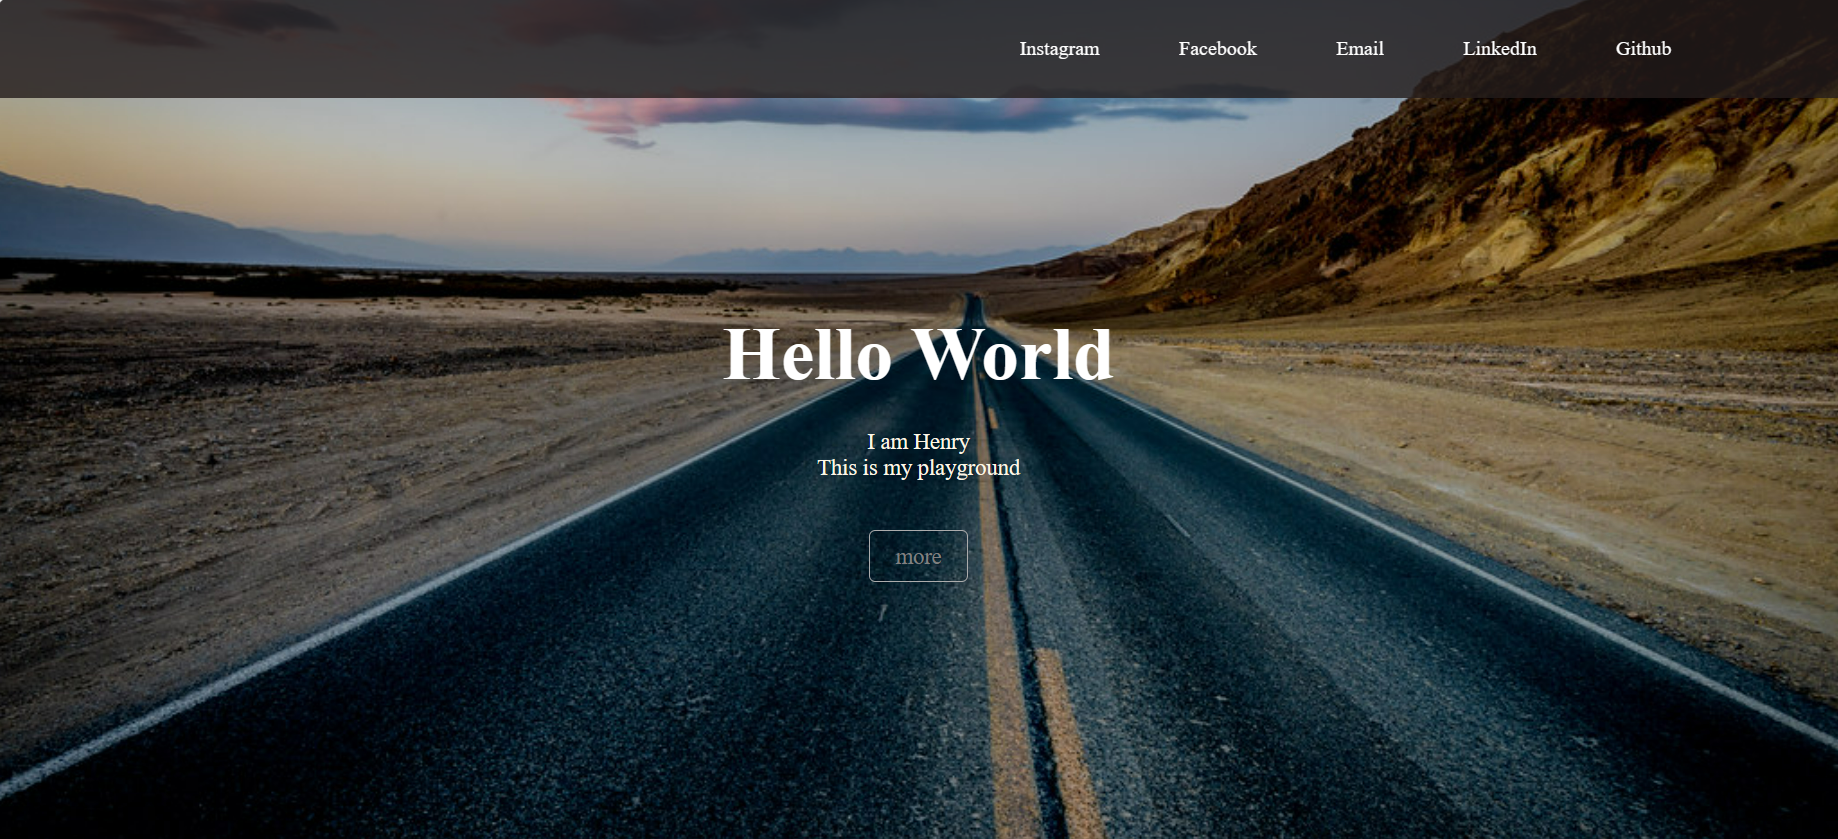 Instagram Facebook Email LinkedIn Github
Hello World
I am Henry
This is my playground
more